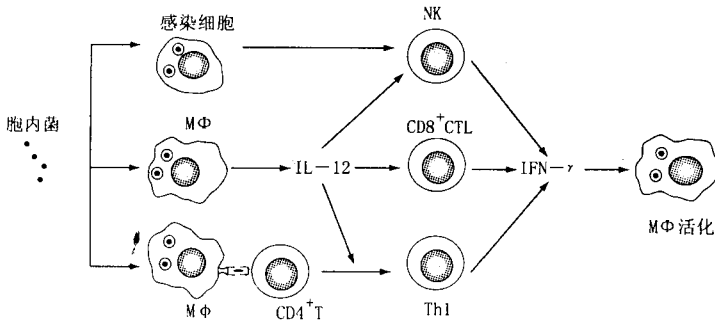 感染细胞
NK
胞内菌
MΦ
CD8⁺CTL
IL-12
IFN-γ
MΦ活化
MΦ
CD4⁺T
Th1